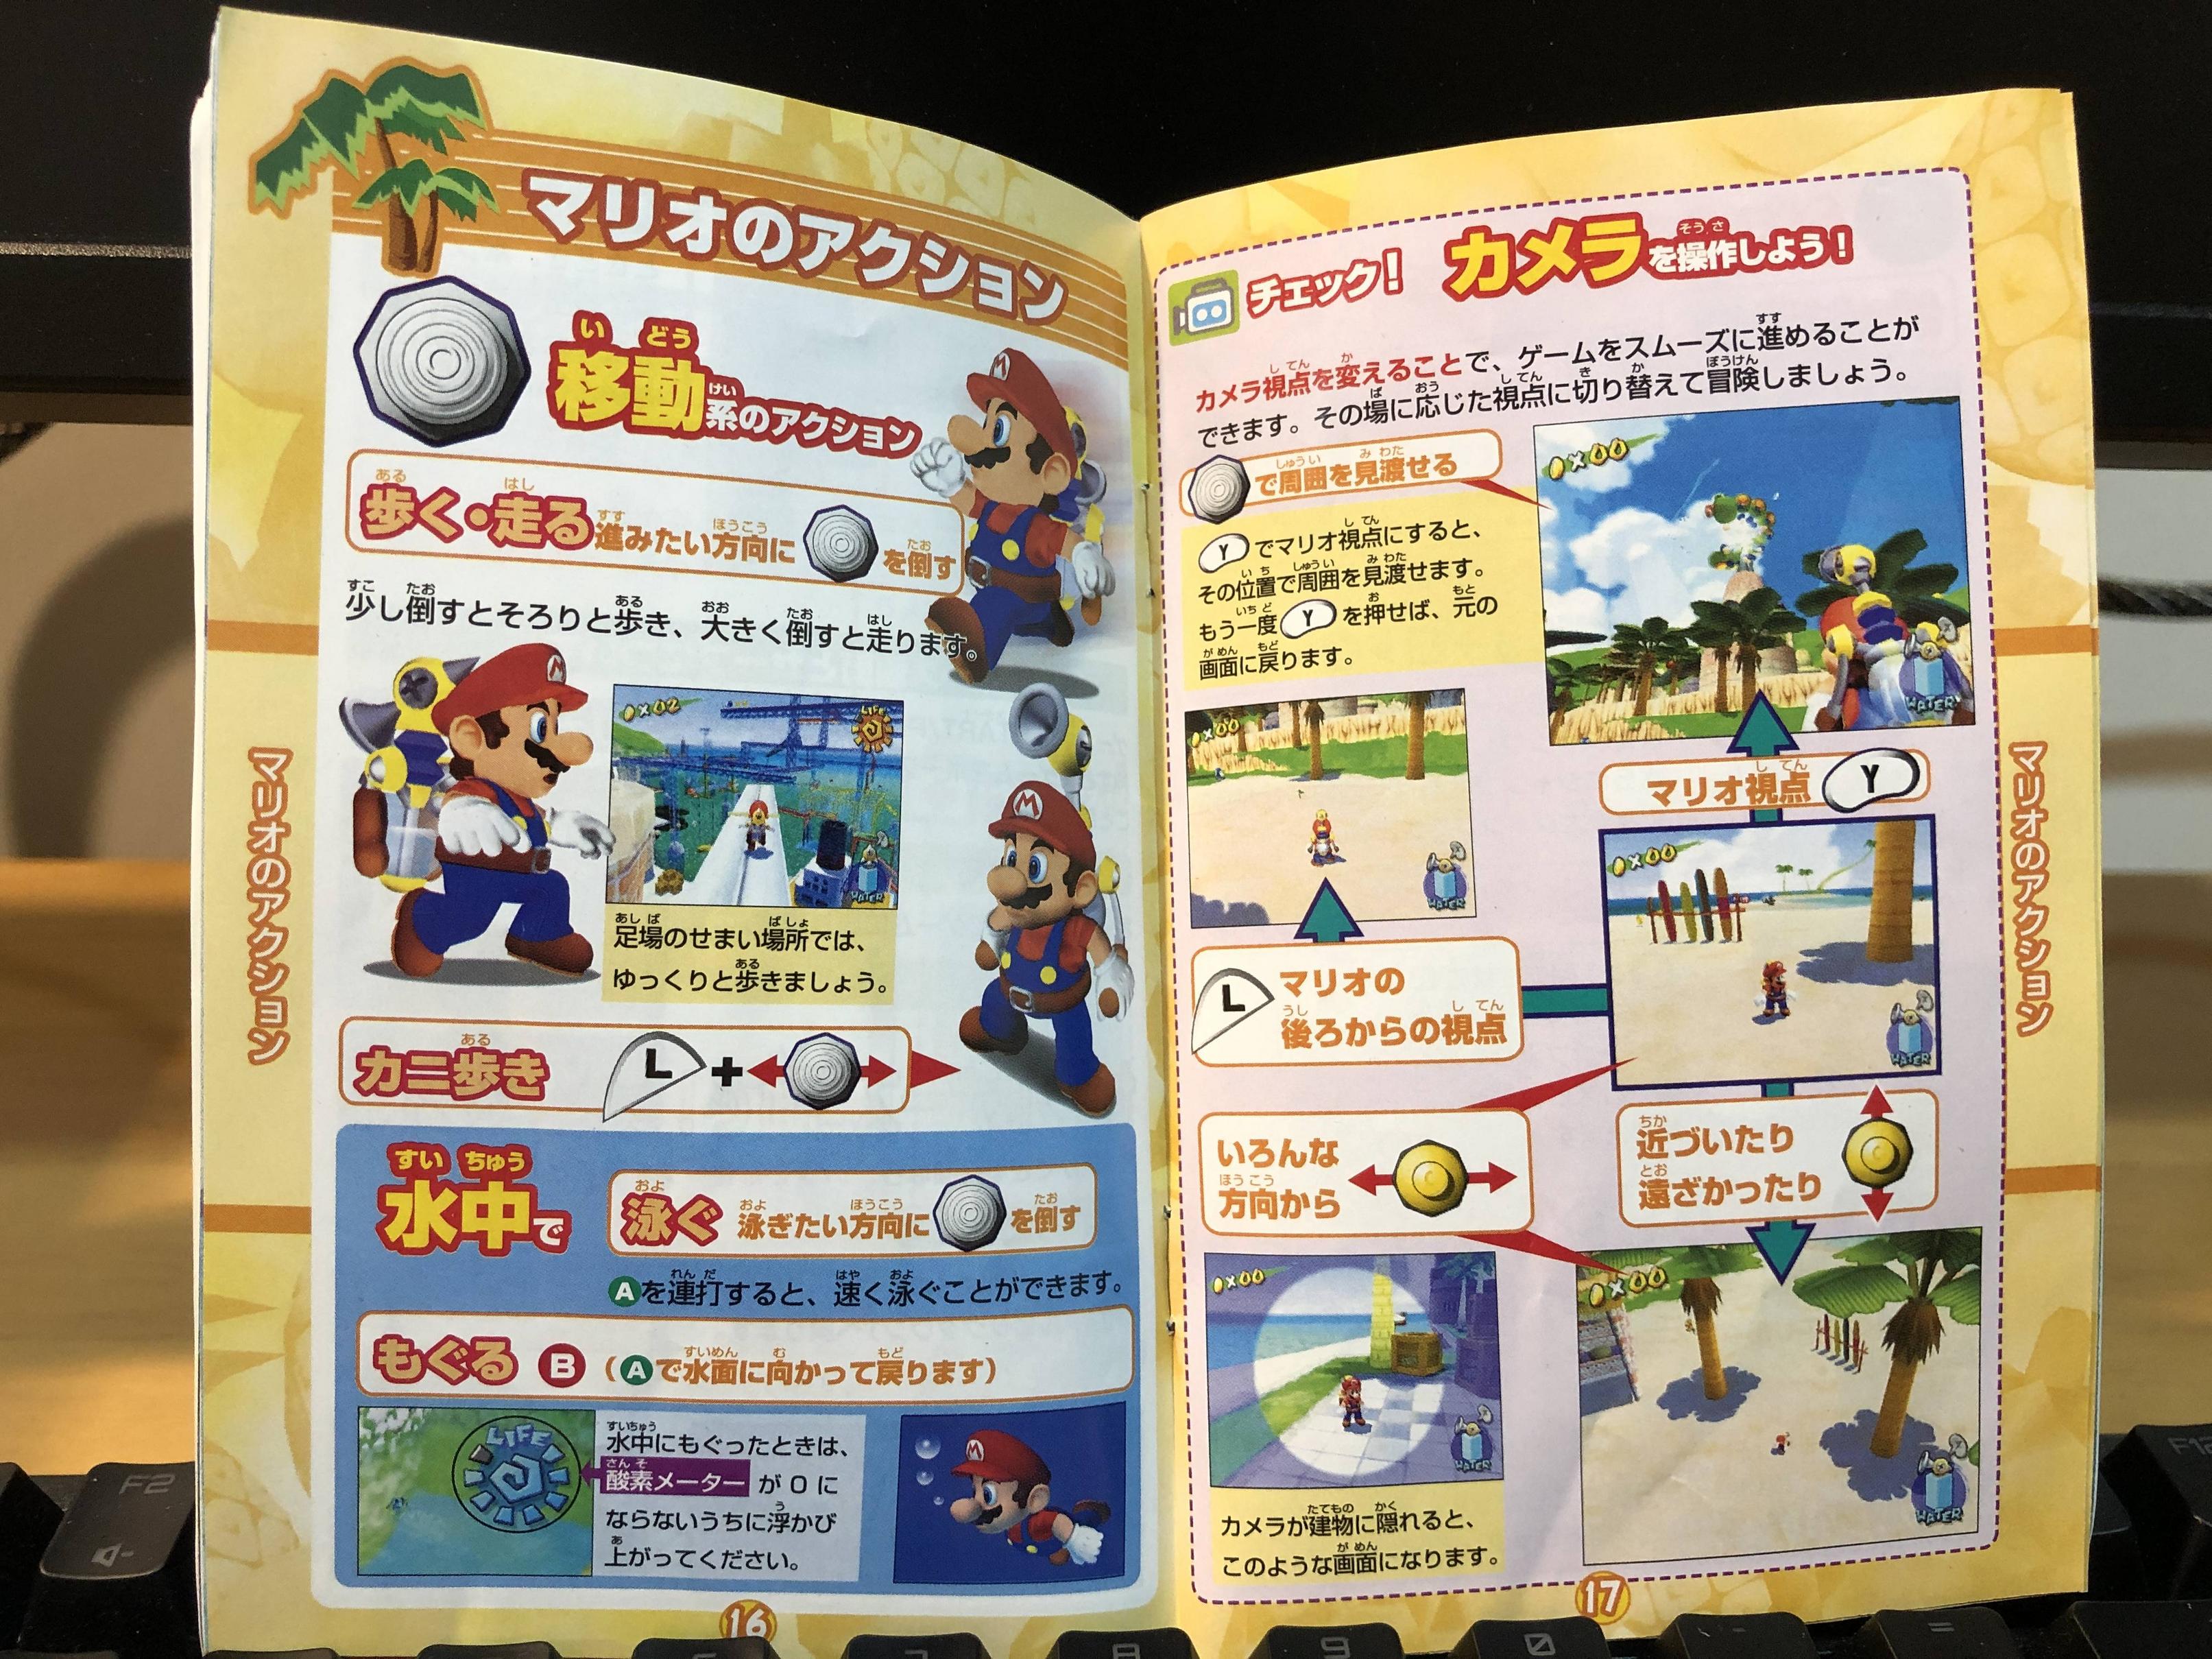 マリオのアクション
移動系のアクション
歩く・走る 進みたい方向に を倒す
少し倒すとそろりと歩き、大きく倒すと走ります。
0×02
LIFE
WATER
足場のせまい場所では、
ゆっくりと歩きましょう。
カニ歩き L +
水中で
泳ぐ 泳ぎたい方向に を倒す
Aを連打すると、速く泳ぐことができます。
もぐる B (Aで水面に向かって戻ります)
LIFE
水中にもぐったときは、
酸素メーター が 0 に
ならないうちに浮かび
上がってください。
マリオのアクション
16
チェック! カメラを操作しよう!
カメラ視点を変えることで、ゲームをスムーズに進めることが
できます。その場に応じた視点に切り替えて冒険しましょう。
で周囲を見渡せる
Y でマリオ視点にすると、
その位置で周囲を見渡せます。
もう一度 Y を押せば、元の
画面に戻ります。
×00
WATER
×00
WATER
マリオ視点 Y
L マリオの
後ろからの視点
×00
WATER
いろんな
方向から
近づいたり
遠ざかったり
×00
WATER
カメラが建物に隠れると、
このような画面になります。
×00
WATER
マリオのアクション
17
F2
7
8
9
0
-
=